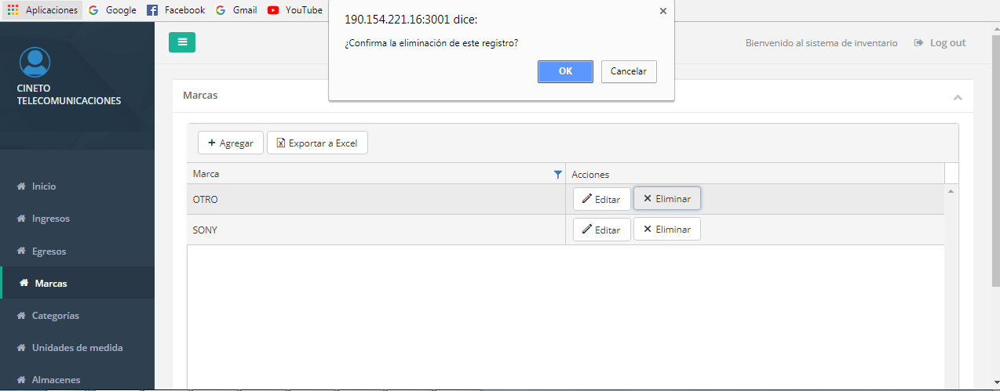 Aplicaciones Google Facebook Gmail YouTube
190.154.221.16:3001 dice:
¿Confirma la eliminación de este registro?
OK Cancelar
Bienvenido al sistema de inventario Log out
CINETO
TELECOMUNICACIONES
Inicio
Ingresos
Egresos
Marcas
Categorías
Unidades de medida
Almacenes
Marcas
Agregar Exportar a Excel
Marca Acciones
OTRO Editar Eliminar
SONY Editar Eliminar